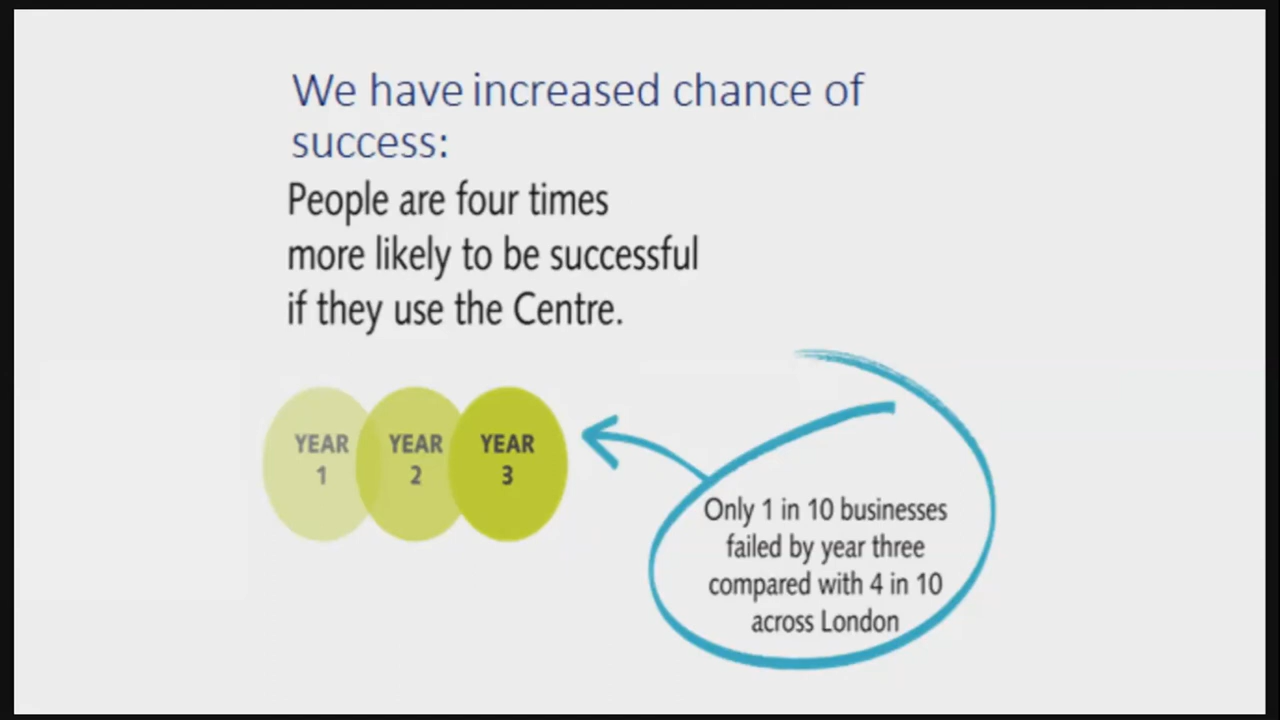 We have increased chance of
success:
People are four times
more likely to be successful
if they use the Centre.
YEAR
1
YEAR
2
YEAR
3
Only 1 in 10 businesses
failed by year three
compared with 4 in 10
across London